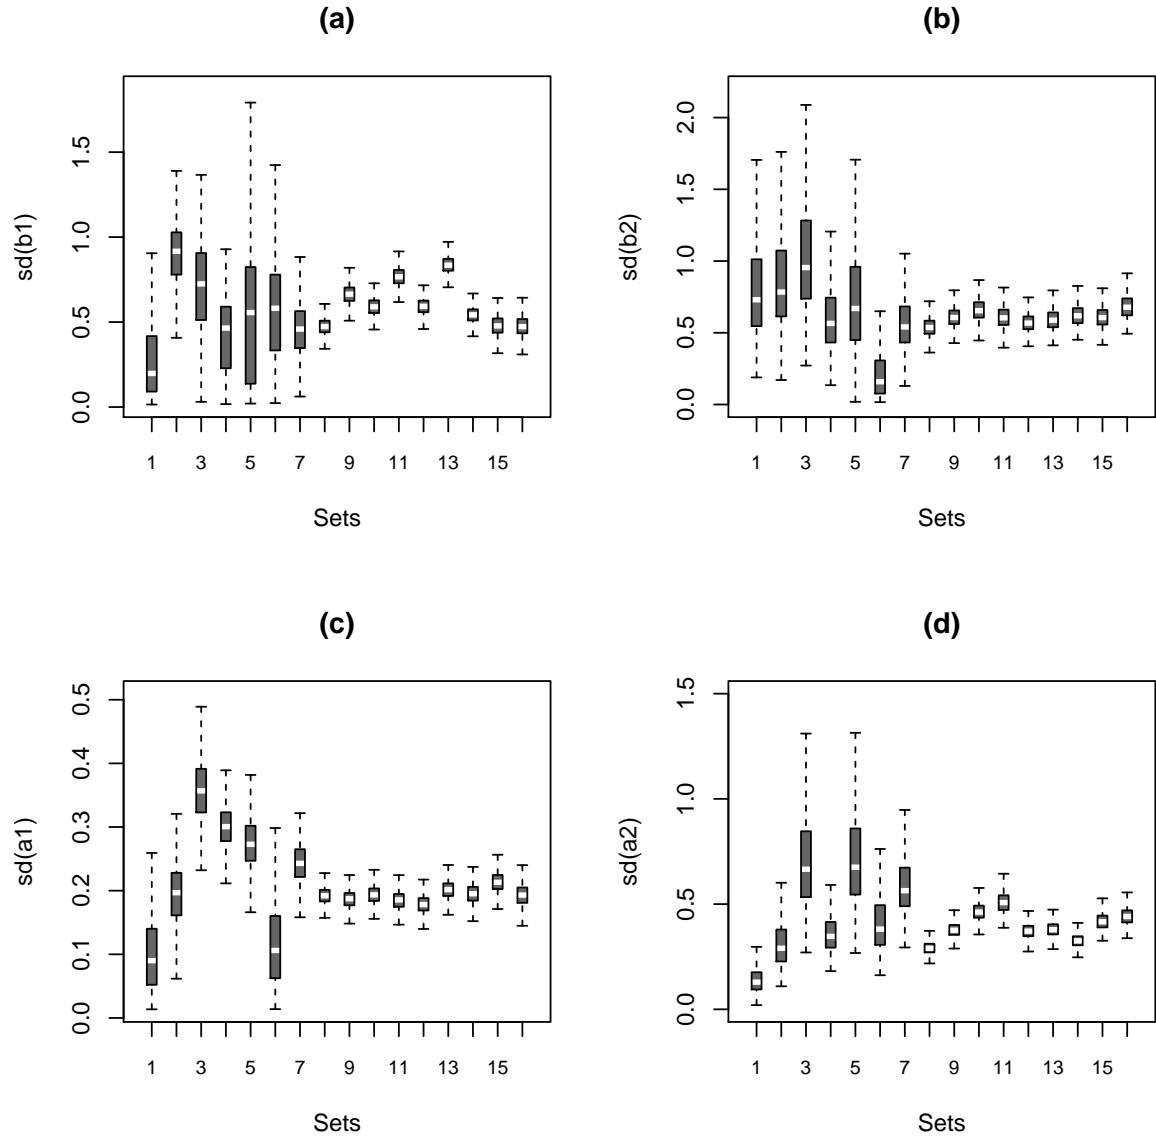 (a)
sd(b1)
0.0 0.5 1.0 1.5
1 3 5 7 9 11 13 15
Sets
(b)
sd(b2)
0.0 0.5 1.0 1.5 2.0
1 3 5 7 9 11 13 15
Sets
(c)
sd(a1)
0.0 0.1 0.2 0.3 0.4 0.5
1 3 5 7 9 11 13 15
Sets
(d)
sd(a2)
0.0 0.5 1.0 1.5
1 3 5 7 9 11 13 15
Sets